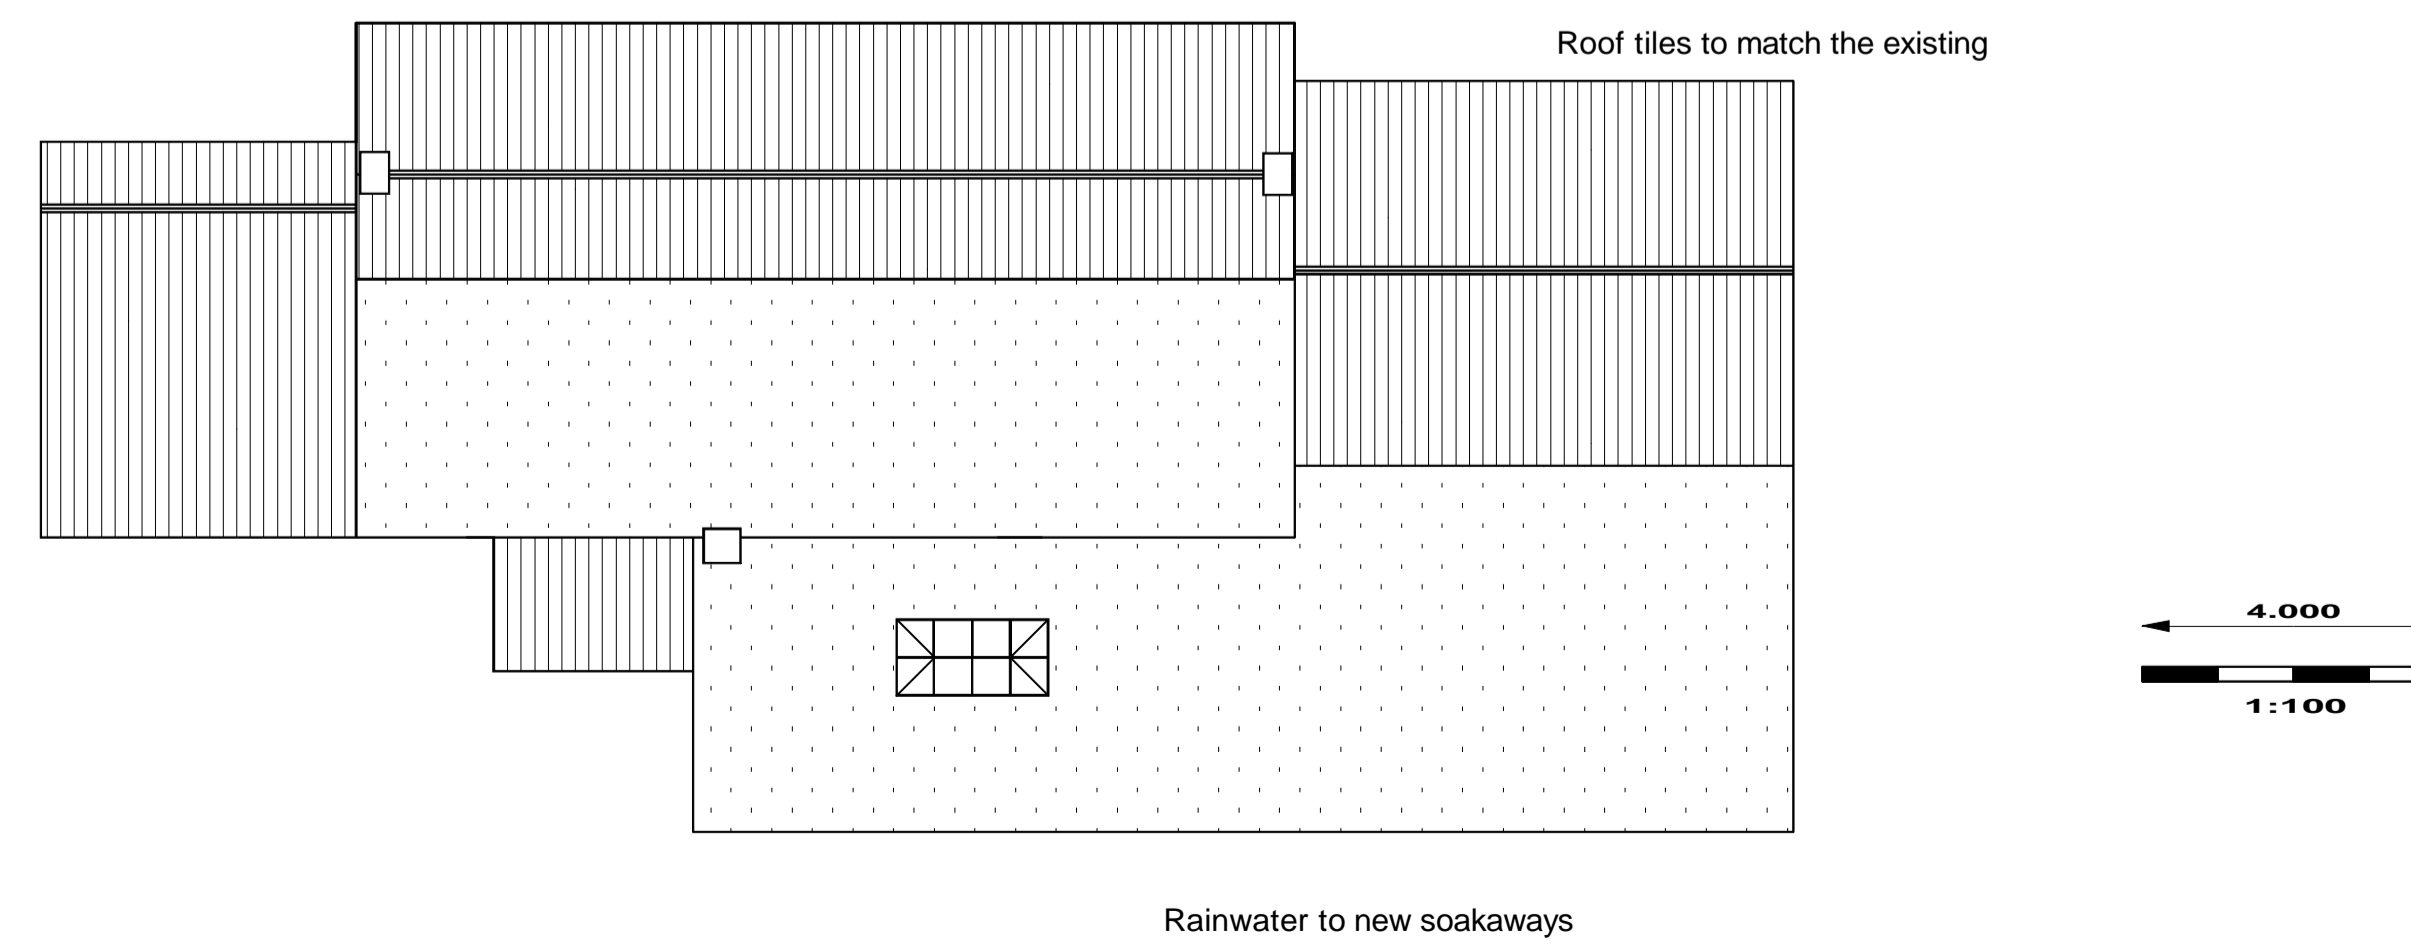 Roof tiles to match the existing
4.000
1:100
Rainwater to new soakaways